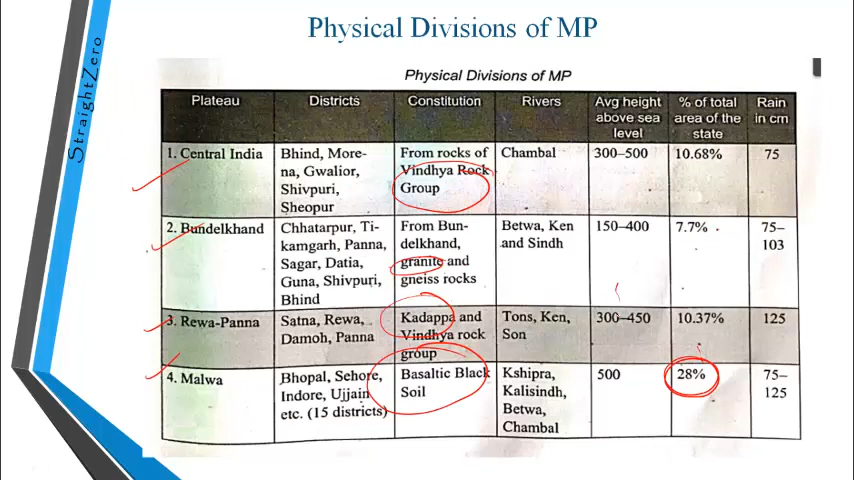 Physical Divisions of MP
StraightZero
Physical Divisions of MP
Plateau
Districts
Constitution
Rivers
Avg height
above sea
level
% of total
area of the
state
Rain
in cm
1. Central India
Bhind, More-
na, Gwalior,
Shivpuri,
Sheopur
From rocks of
Vindhya Rock
Group
Chambal
300-500
10.68%
75
2. Bundelkhand
Chhatarpur, Ti-
kamgarh, Panna,
Sagar, Datia,
Guna, Shivpuri,
Bhind
From Bun-
delkhand,
granite and
gneiss rocks
Betwa, Ken
and Sindh
150-400
7.7%
75-
103
3. Rewa-Panna
Satna, Rewa,
Damoh, Panna
Kadappa and
Vindhya rock
group
Tons, Ken,
Son
300-450
10.37%
125
4. Malwa
Bhopal, Sehore,
Indore, Ujjain
etc. (15 districts)
Basaltic Black
Soil
Kshipra,
Kalisindh,
Betwa,
Chambal
500
28%
75-
125